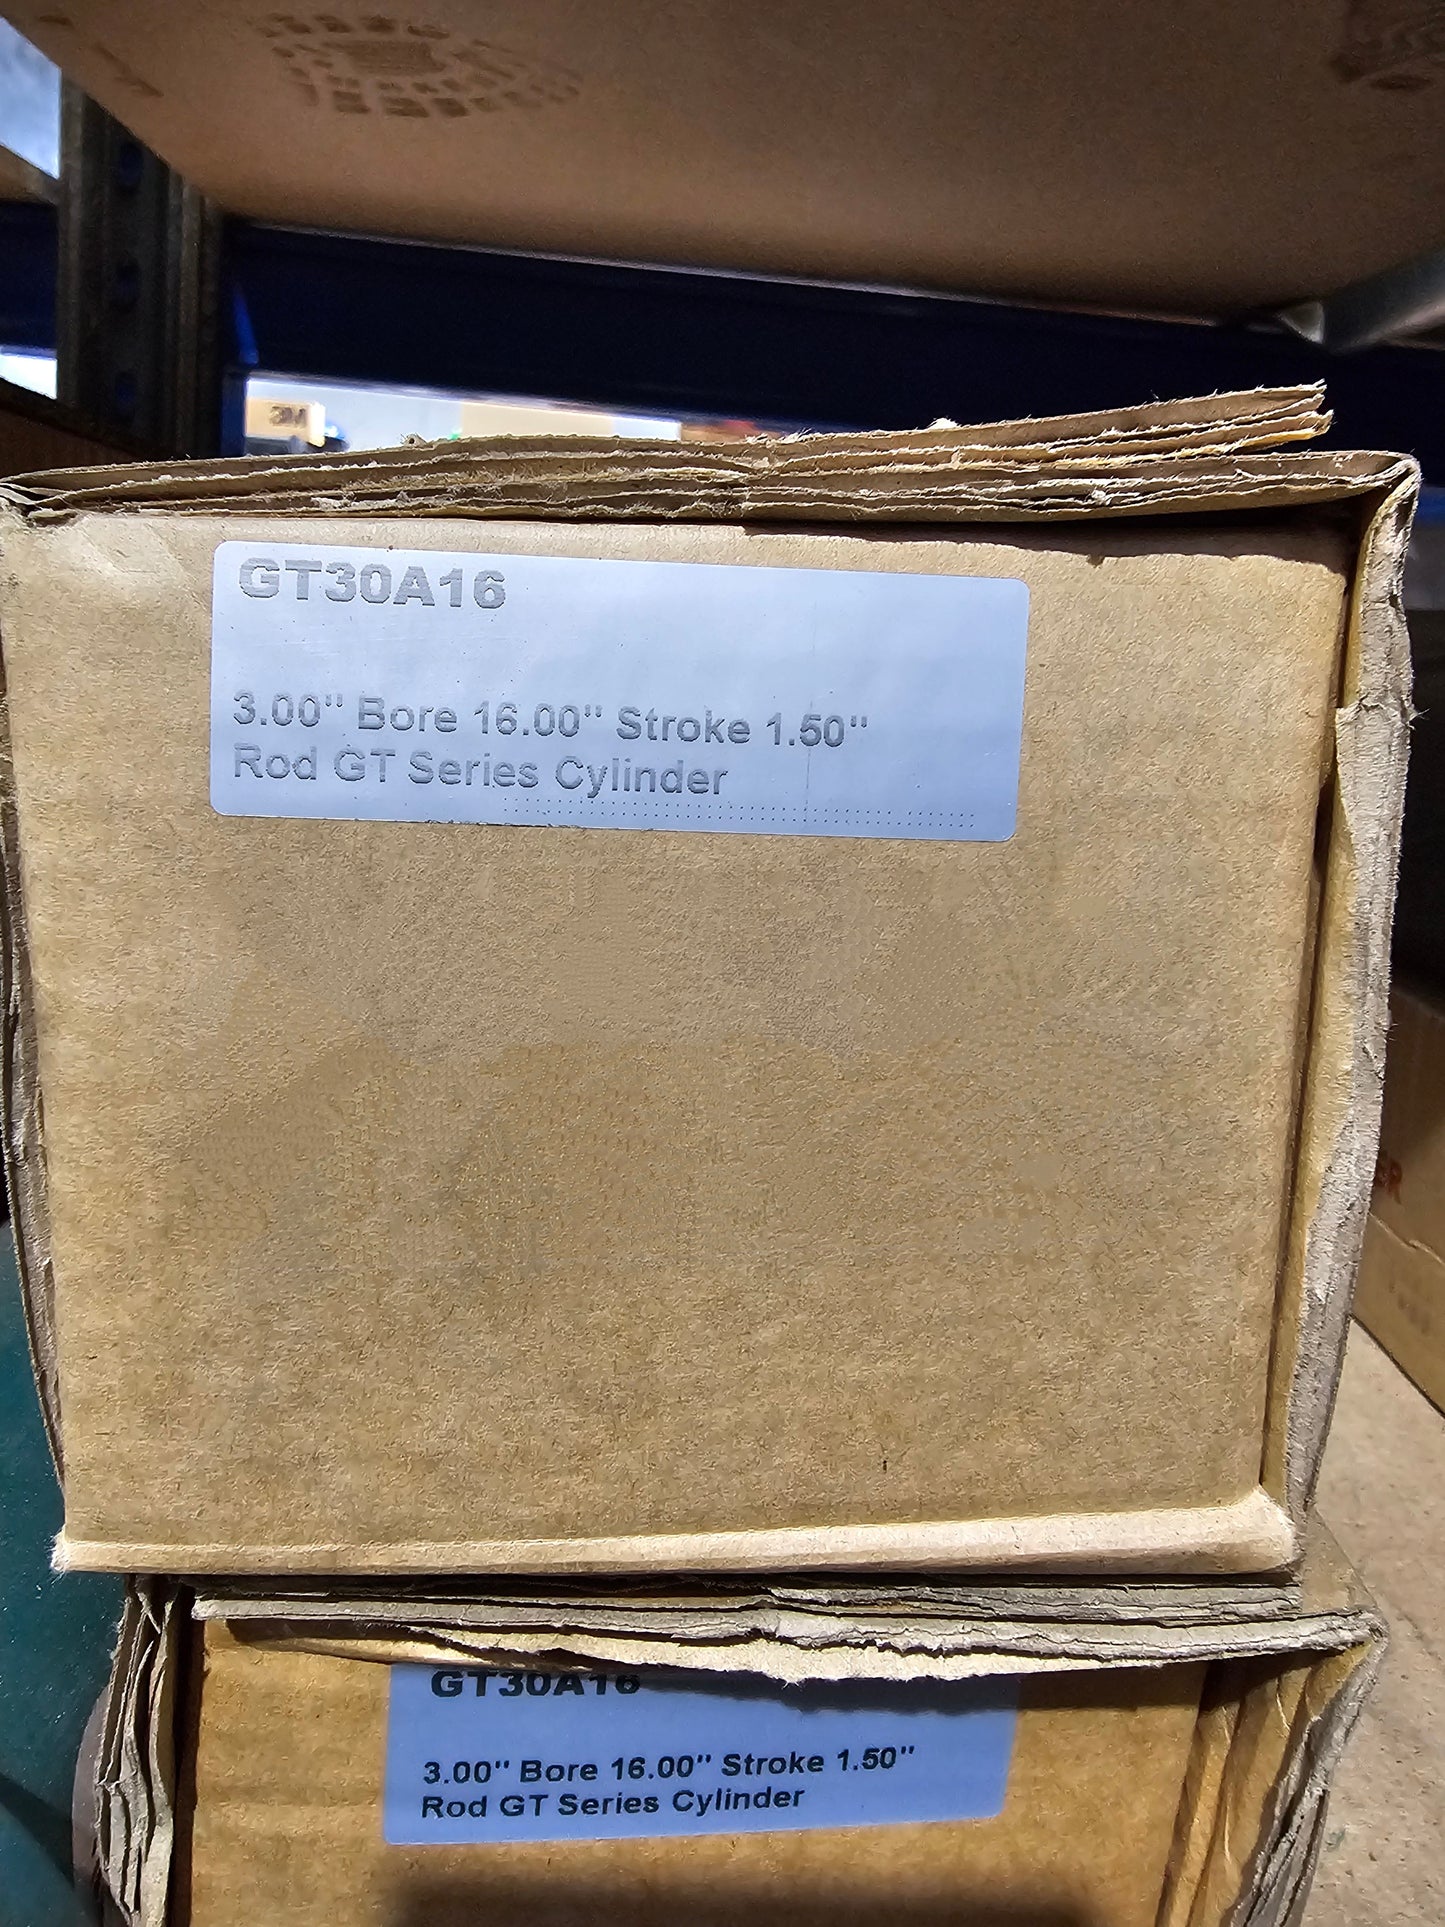 3M
GT30A16
3.00" Bore 16.00" Stroke 1.50"
Rod GT Series Cylinder
GT30A16
3.00" Bore 16.00" Stroke 1.50"
Rod GT Series Cylinder